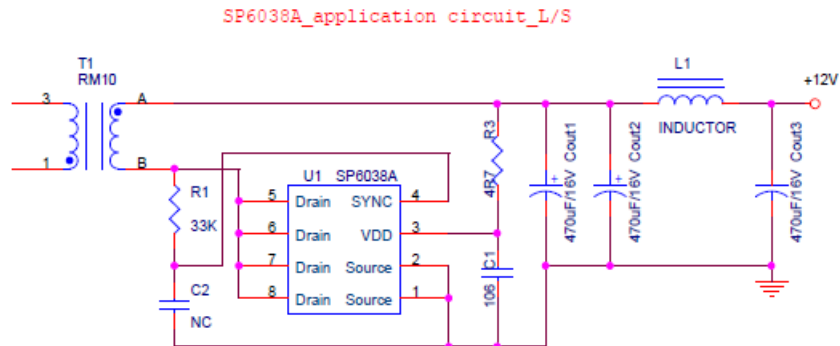 SP6038A_application circuit_L/S
T1
RM10
L1
+12V
3
A
INDUCTOR
1
B
R1
33K
U1 SP6038A
5 Drain SYNC 4
6 Drain VDD 3
7 Drain Source 2
8 Drain Source 1
R3
4R7
C1
106
C2
NC
+
470uF/16V Cout1
+
470uF/16V Cout2
470uF/16V Cout3